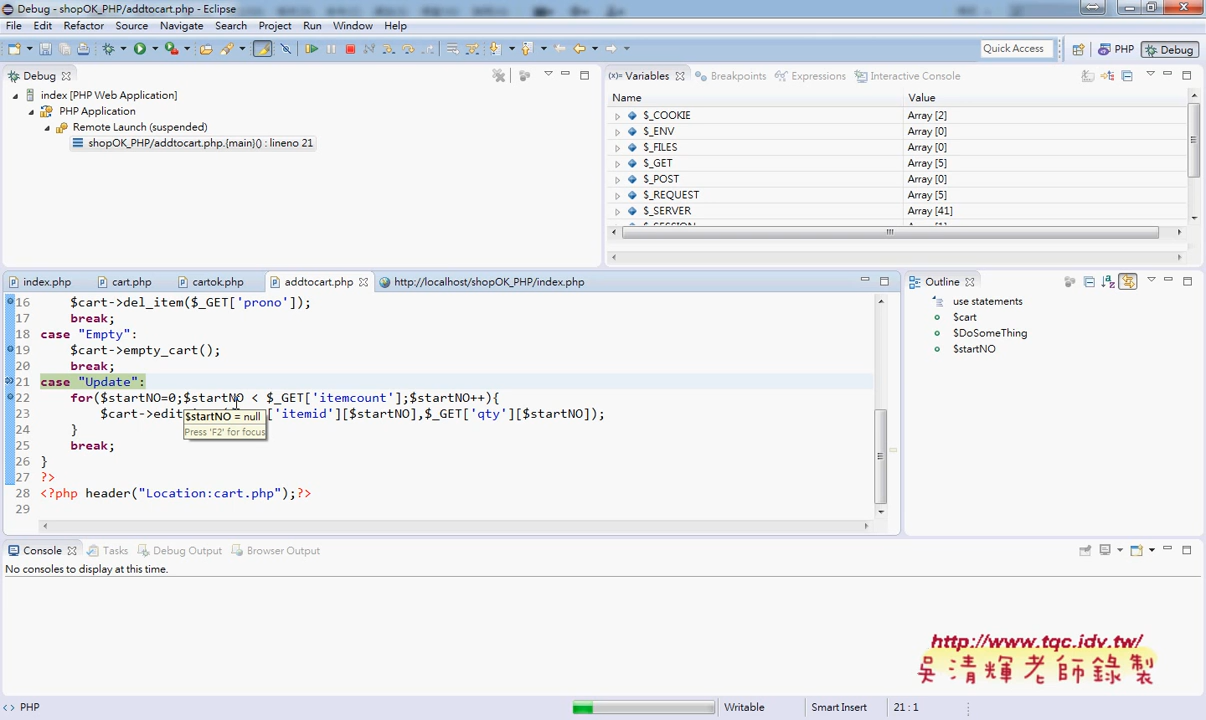 Debug - shopOK_PHP/addtocart.php - Eclipse
File Edit Refactor Source Navigate Search Project Run Window Help
Quick Access PHP Debug
Debug
index [PHP Web Application]
PHP Application
Remote Launch (suspended)
shopOK_PHP/addtocart.php.{main}() : lineno 21
(x)= Variables Breakpoints Expressions Interactive Console
Name Value
$_COOKIE Array [2]
$_ENV Array [0]
$_FILES Array [0]
$_GET Array [5]
$_POST Array [0]
$_REQUEST Array [5]
$_SERVER Array [41]
index.php cart.php cartok.php addtocart.php http://localhost/shopOK_PHP/index.php
16 $cart->del_item($_GET['prono']);
17 break;
18 case "Empty":
19 $cart->empty_cart();
20 break;
21 case "Update":
22 for($startNO=0;$startNO < $_GET['itemcount'];$startNO++){
23 $cart->edit ['itemid'][$startNO],$_GET['qty'][$startNO]);
$startNO = null
Press 'F2' for focus
24 }
25 break;
26 }
27 ?>
28 <?php header("Location:cart.php");?>
29
Outline
use statements
$cart
$DoSomeThing
$startNO
Console Tasks Debug Output Browser Output
No consoles to display at this time.
http://www.tqc.idv.tw/
吳清輝老師錄製
PHP Writable Smart Insert 21 : 1